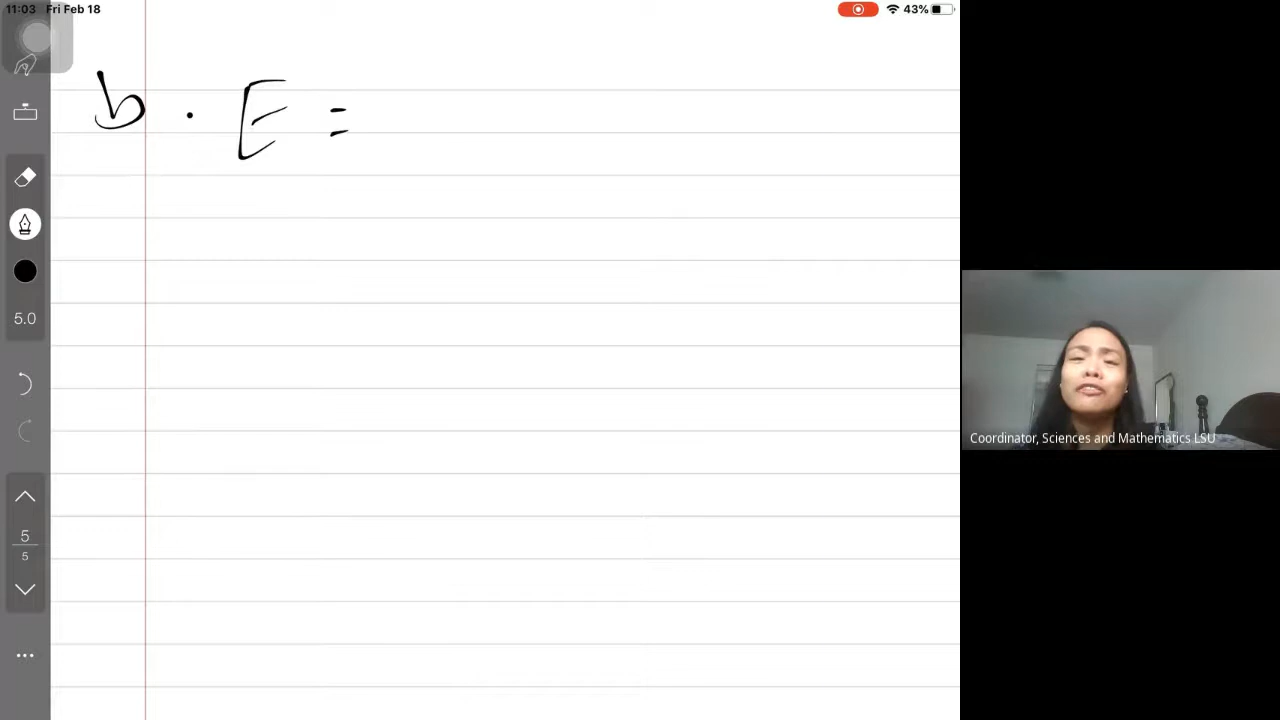 11:03 Fri Feb 18
43%
b. E =
5.0
5
5
Coordinator, Sciences and Mathematics LSU